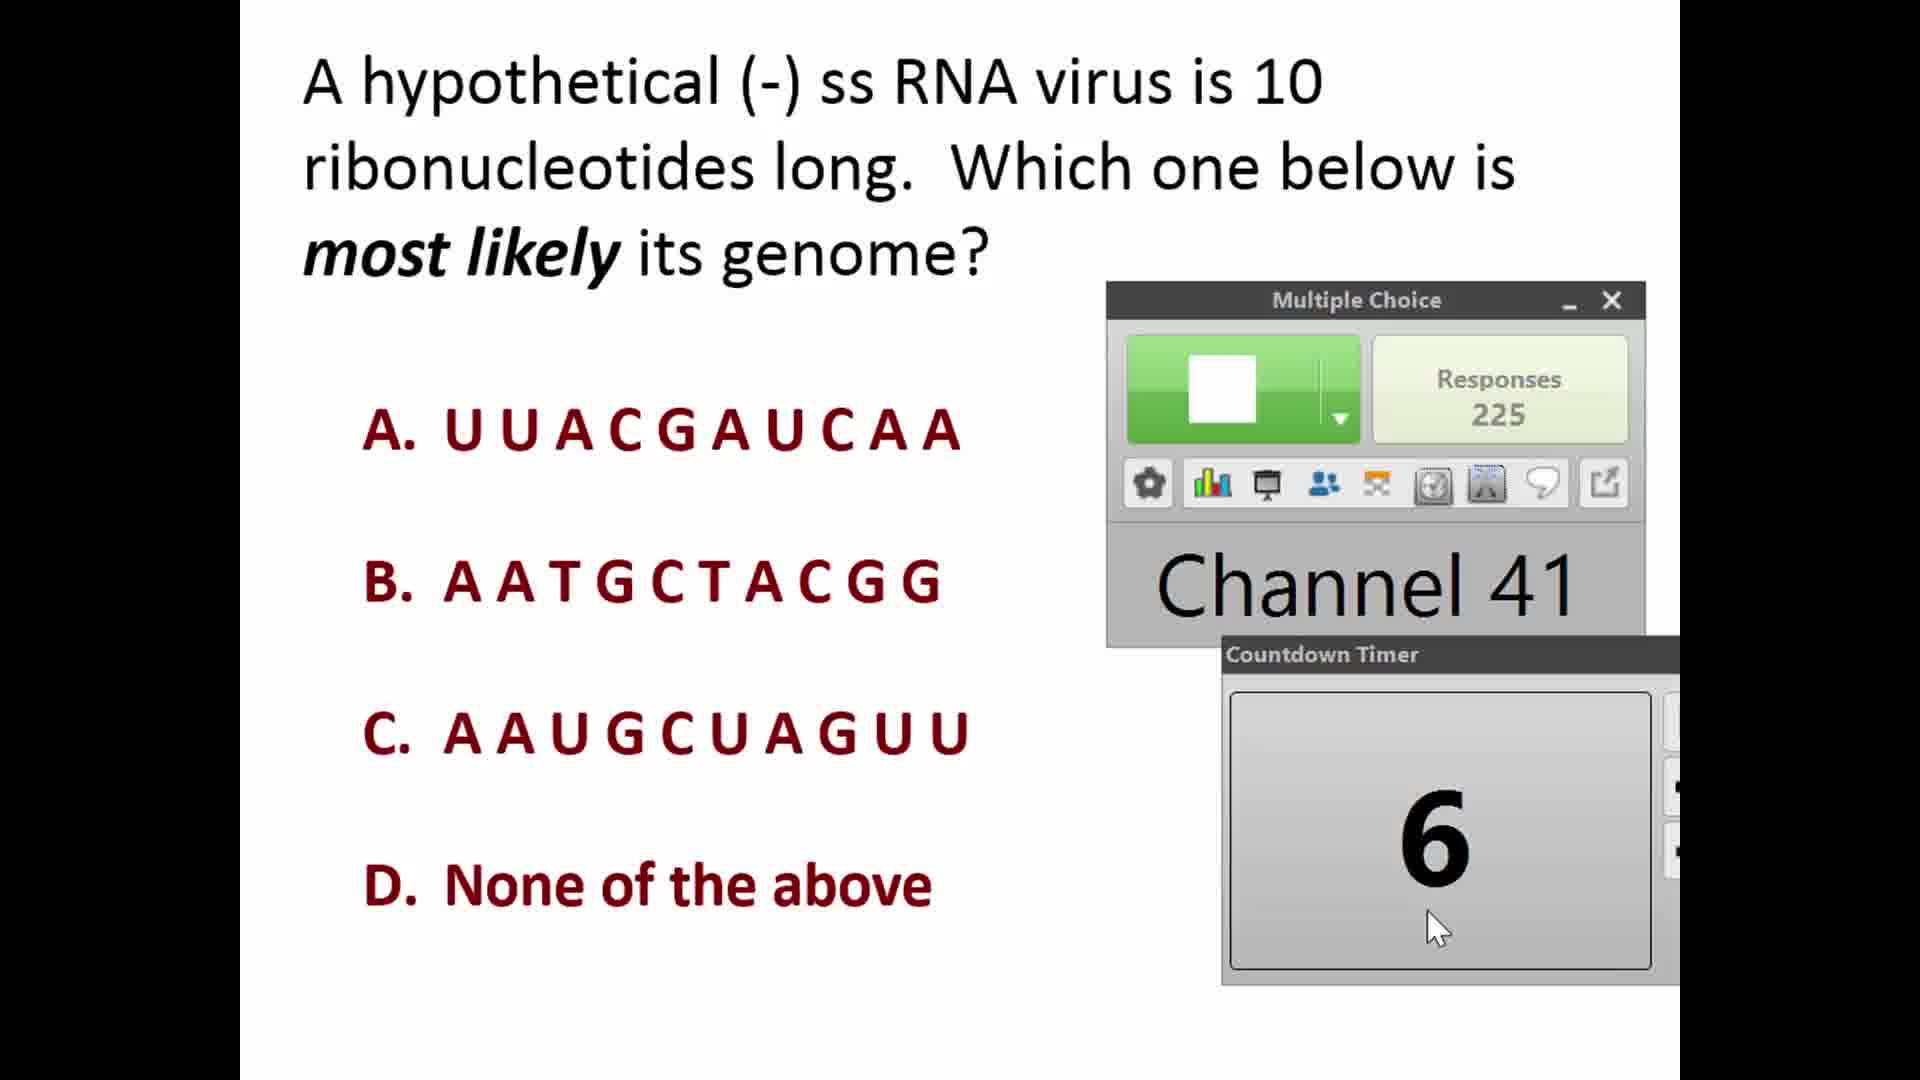 A hypothetical (-) ss RNA virus is 10
ribonucleotides long. Which one below is
most likely its genome?
Multiple Choice
Responses
225
A. U U A C G A U C A A
B. A A T G C T A C G G
Channel 41
Countdown Timer
C. A A U G C U A G U U
6
D. None of the above